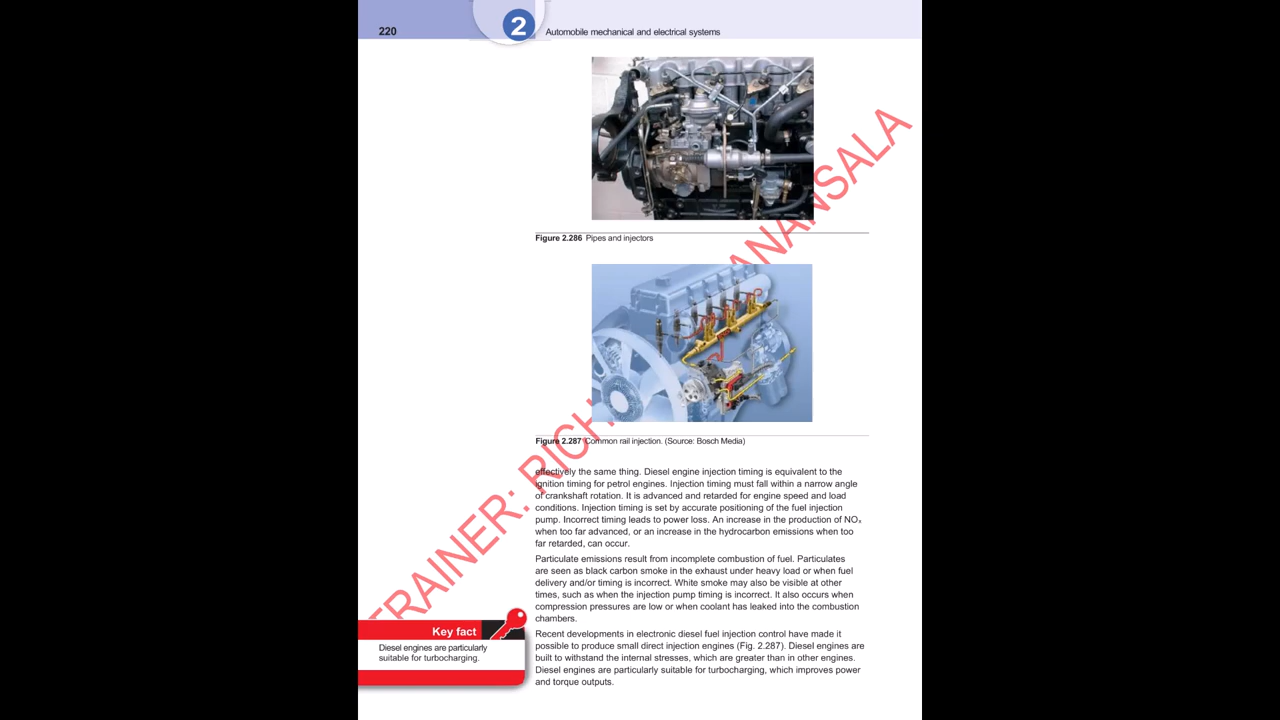 220
2
Automobile mechanical and electrical systems
Figure 2.286 Pipes and injectors
Figure 2.287 Common rail injection. (Source: Bosch Media)
effectively the same thing. Diesel engine injection timing is equivalent to the
ignition timing for petrol engines. Injection timing must fall within a narrow angle
of crankshaft rotation. It is advanced and retarded for engine speed and load
conditions. Injection timing is set by accurate positioning of the fuel injection
pump. Incorrect timing leads to power loss. An increase in the production of NOₓ
when too far advanced, or an increase in the hydrocarbon emissions when too
far retarded, can occur.
Particulate emissions result from incomplete combustion of fuel. Particulates
are seen as black carbon smoke in the exhaust under heavy load or when fuel
delivery and/or timing is incorrect. White smoke may also be visible at other
times, such as when the injection pump timing is incorrect. It also occurs when
compression pressures are low or when coolant has leaked into the combustion
chambers.
Key fact
Diesel engines are particularly
suitable for turbocharging.
Recent developments in electronic diesel fuel injection control have made it
possible to produce small direct injection engines (Fig. 2.287). Diesel engines are
built to withstand the internal stresses, which are greater than in other engines.
Diesel engines are particularly suitable for turbocharging, which improves power
and torque outputs.
TRAINER: